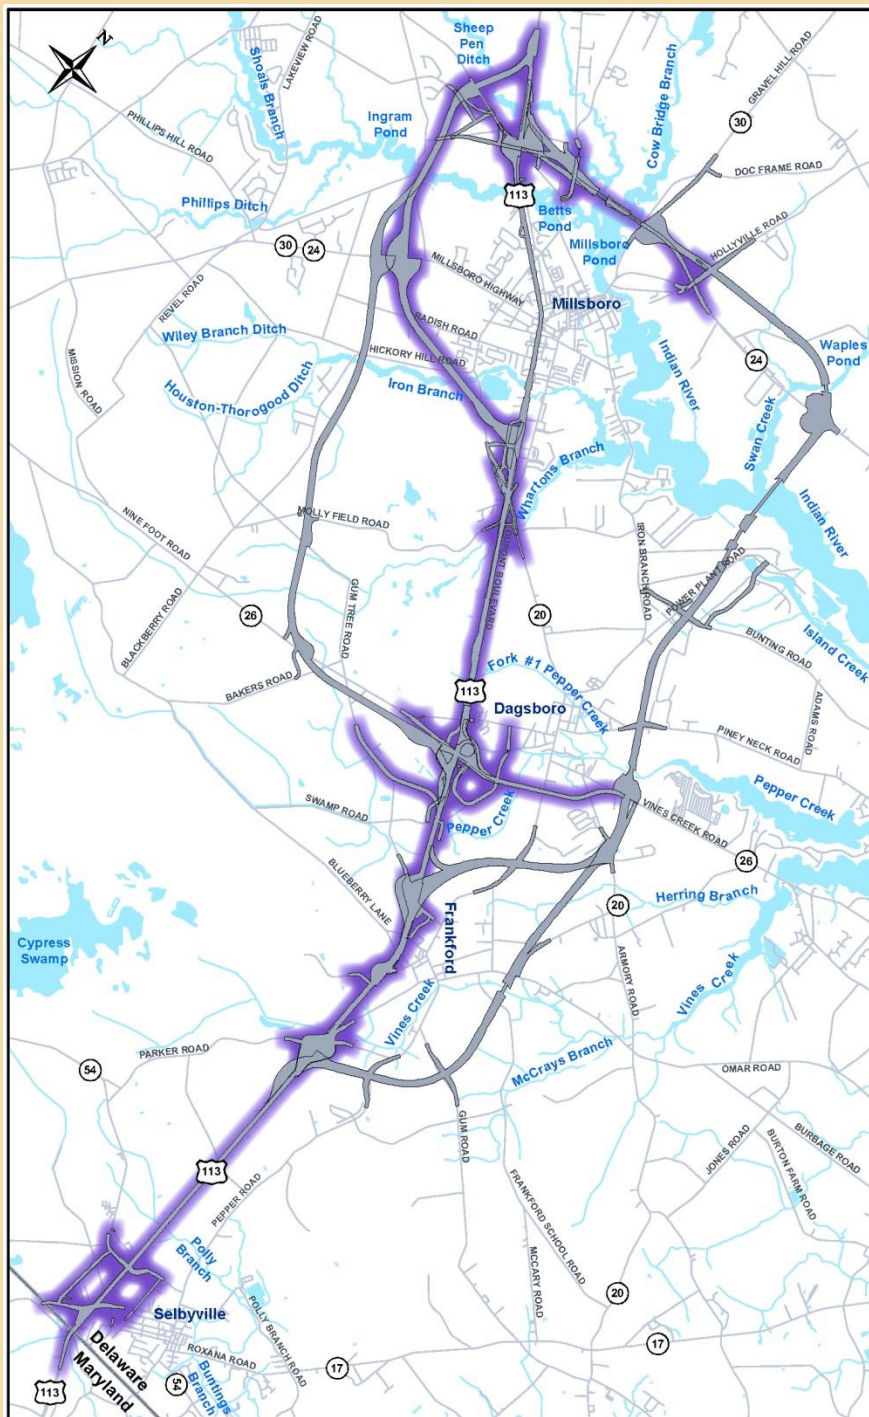 N
Sheep
Pen
Ditch
LAKEVIEW ROAD
Shoals Branch
GRAVEL HILL ROAD
Cow Bridge Branch
PHILLIPS HILL ROAD
Ingram
Pond
30
DOC FRAME ROAD
113
Phillips Ditch
Betts
Pond
HOLLYVILLE ROAD
30
24
Millsboro
Pond
MILLSBORO HIGHWAY
REVEL ROAD
Millsboro
RADISH ROAD
Wiley Branch Ditch
HICKORY HILL ROAD
Waples
Pond
24
MISSION ROAD
Houston-Thorogood Ditch
Iron Branch
Indian River
Swan Creek
Whartons Branch
NINE FOOT ROAD
MOLLY FIELD ROAD
Indian River
IRON BRANCH ROAD
POWER PLANT ROAD
DUPONT BOULEVARD
GUM TREE ROAD
BLACKBERRY ROAD
26
20
Island Creek
BUNTING ROAD
BAKERS ROAD
Fork #1 Pepper Creek
113
Dagsboro
ADAMS ROAD
PINEY NECK ROAD
Pepper Creek
SWAMP ROAD
Pepper Creek
VINES CREEK ROAD
26
BLUEBERRY LANE
Herring Branch
20
Frankford
Cypress
Swamp
ARMORY ROAD
Vines Creek
Vines Creek
PARKER ROAD
54
McCrays Branch
OMAR ROAD
GUM ROAD
JONES ROAD
BURBAGE ROAD
BURTON FARM ROAD
113
PEPPER ROAD
FRANKFORD SCHOOL ROAD
MCCARY ROAD
Polly
Branch
20
Selbyville
POLLY BRANCH ROAD
Delaware
Maryland
ROXANA ROAD
17
17
54
Buntings
Branch
113